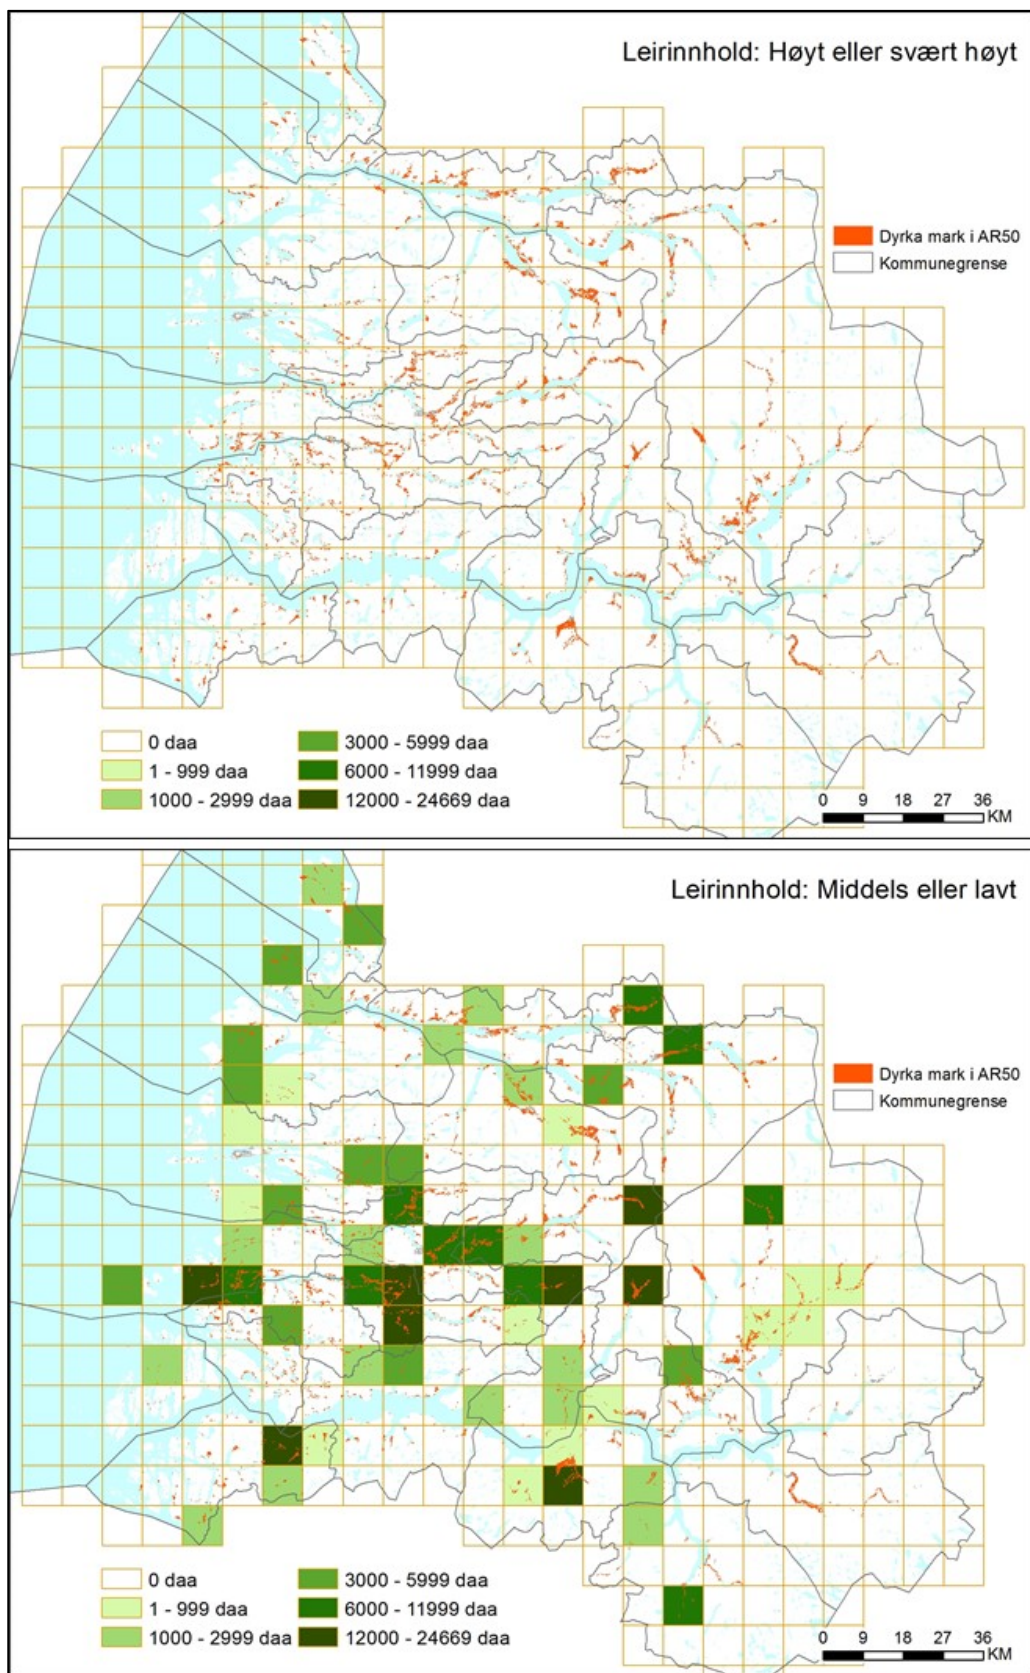 Leirinnhold: Høyt eller svært høyt
Dyrka mark i AR50
Kommunegrense
0 daa
1 - 999 daa
1000 - 2999 daa
3000 - 5999 daa
6000 - 11999 daa
12000 - 24669 daa
0 9 18 27 36
KM
Leirinnhold: Middels eller lavt
Dyrka mark i AR50
Kommunegrense
0 daa
1 - 999 daa
1000 - 2999 daa
3000 - 5999 daa
6000 - 11999 daa
12000 - 24669 daa
0 9 18 27 36
KM